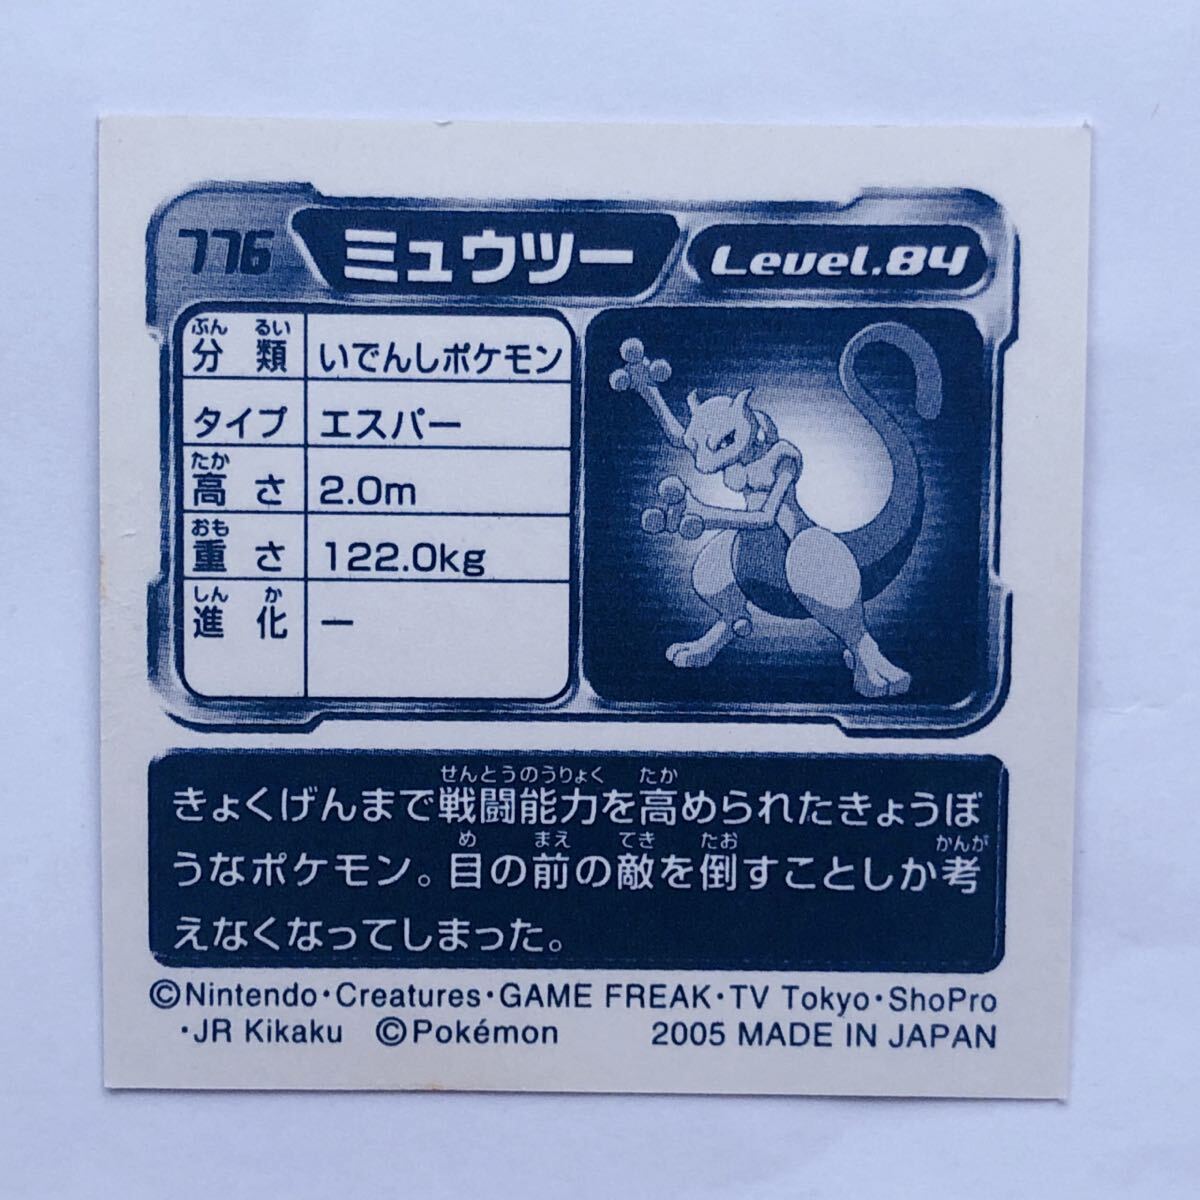 776 ミュウツー Level.84
ぶん るい
分類 いでんしポケモン
タイプ エスパー
たか
高さ 2.0m
おも
重さ 122.0kg
しん か
進化 ー
せんとうのうりょく たか
きょくげんまで戦闘能力を高められたきょうぼ
め まえ てき たお かんが
うなポケモン。目の前の敵を倒すことしか考
えなくなってしまった。
©Nintendo・Creatures・GAME FREAK・TV Tokyo・ShoPro
・JR Kikaku ©Pokémon 2005 MADE IN JAPAN